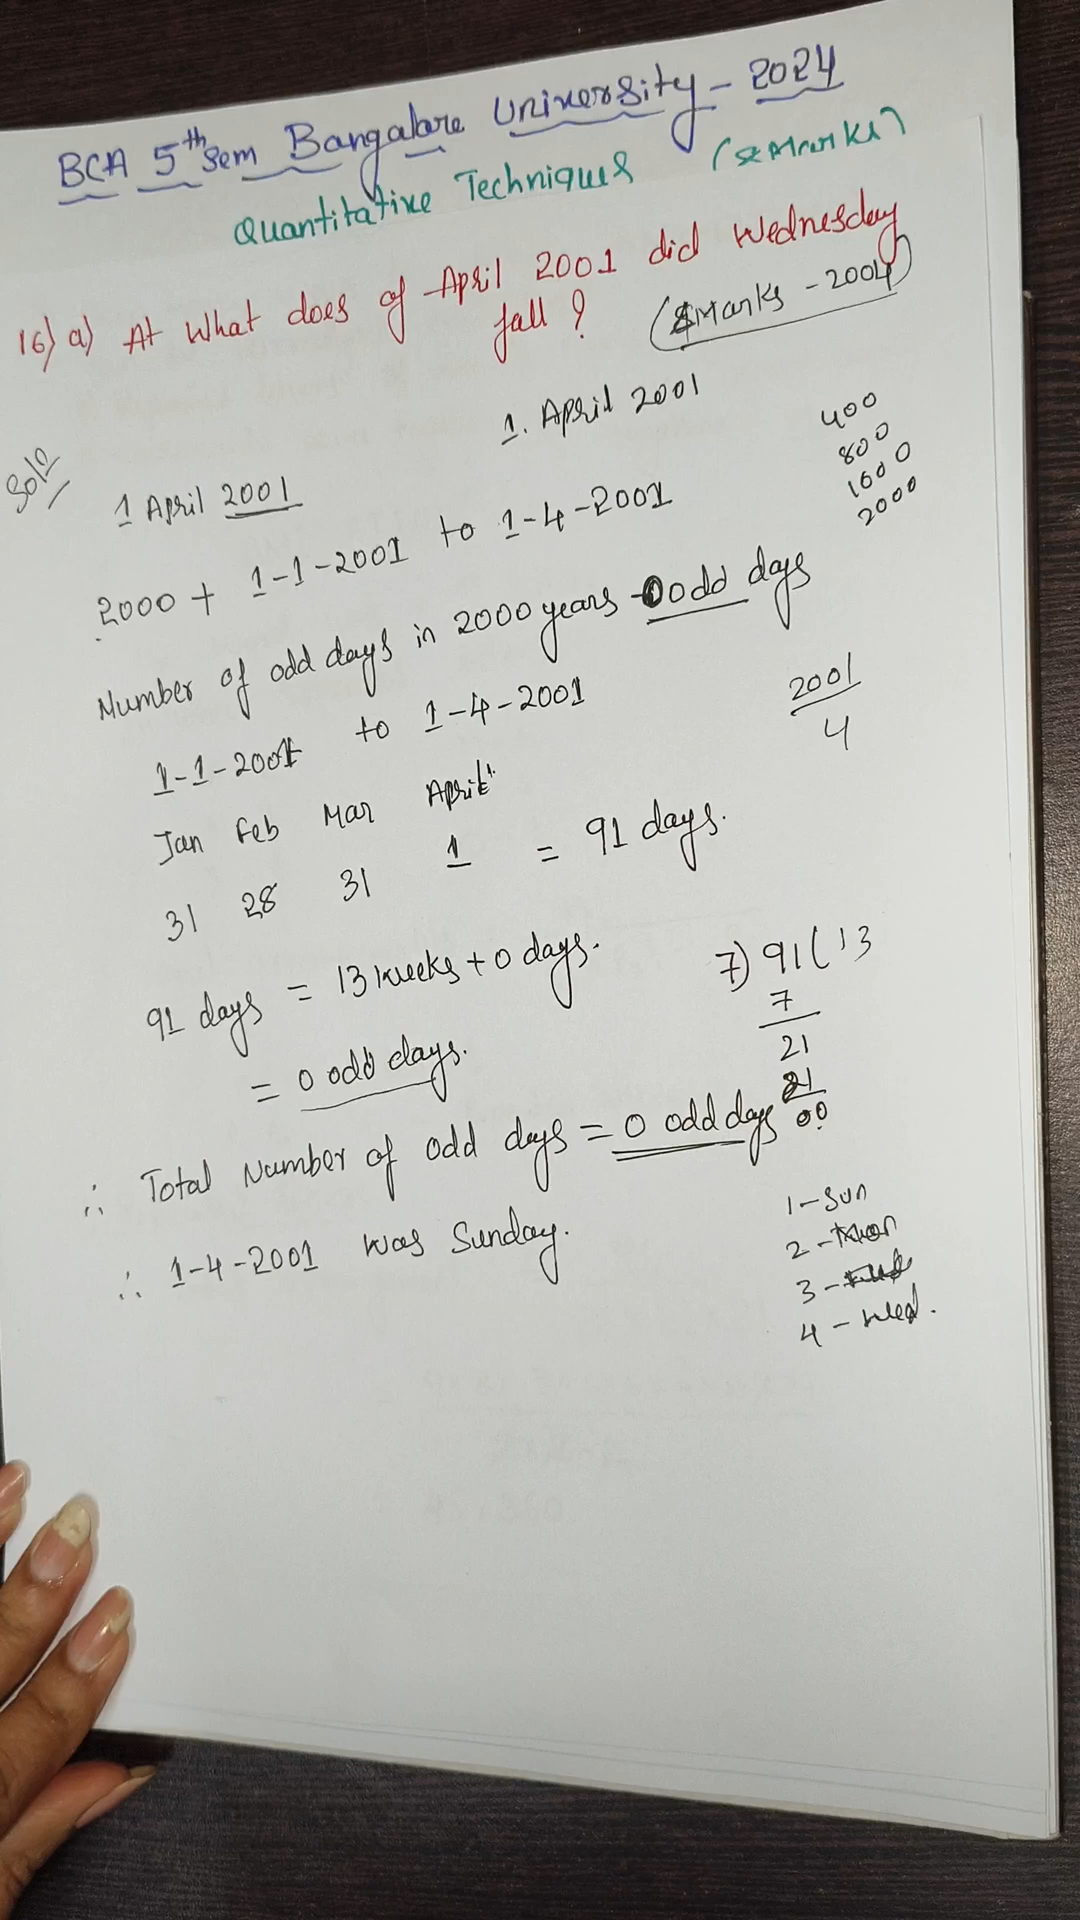 BCA 5th Sem Bangalore University - 2024
Quantitative Techniques (8 Marks)
16) a) At What does of April 2001 did Wednesday
fall ? (8 Marks - 2004)
1. April 2001
400
800
1600
2000
Soln
1 April 2001
2000 + 1-1-2001 to 1-4-2001
Number of odd days in 2000 years - 0 odd days
1-1-2001 to 1-4-2001
2001
4
Jan Feb Mar April
31 28 31 1 = 91 days.
91 days = 13 weeks + 0 days.
7) 91 ( 13
7
21
21
00
= 0 odd days.
∴ Total Number of odd days = 0 odd days
∴ 1-4-2001 was Sunday.
1 - Sun
2 - Mon
3 -
4 - Wed.